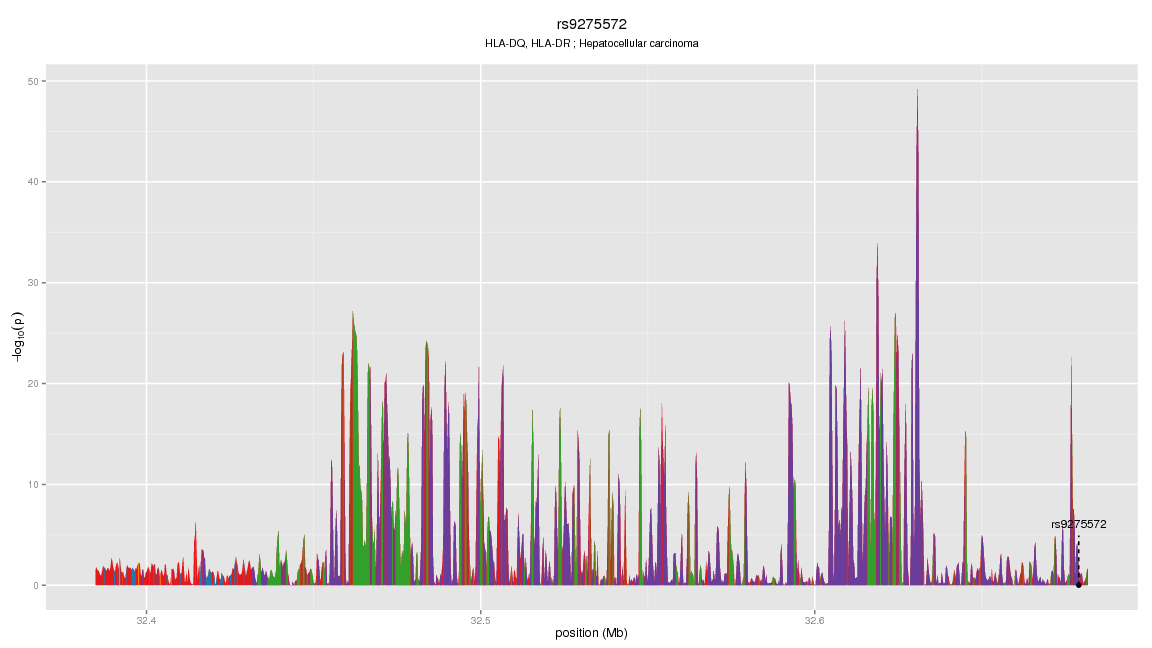 rs9275572
HLA-DQ, HLA-DR ; Hepatocellular carcinoma
50
40
30
20
10
0
−log10(p)
rs9275572
32.4
32.5
32.6
position (Mb)